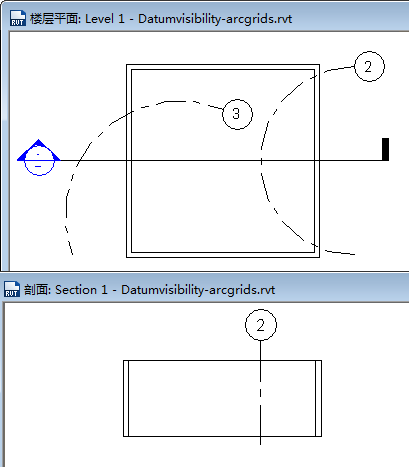 楼层平面: Level 1 - Datumvisibility-arcgrids.rvt
2
3
剖面: Section 1 - Datumvisibility-arcgrids.rvt
2